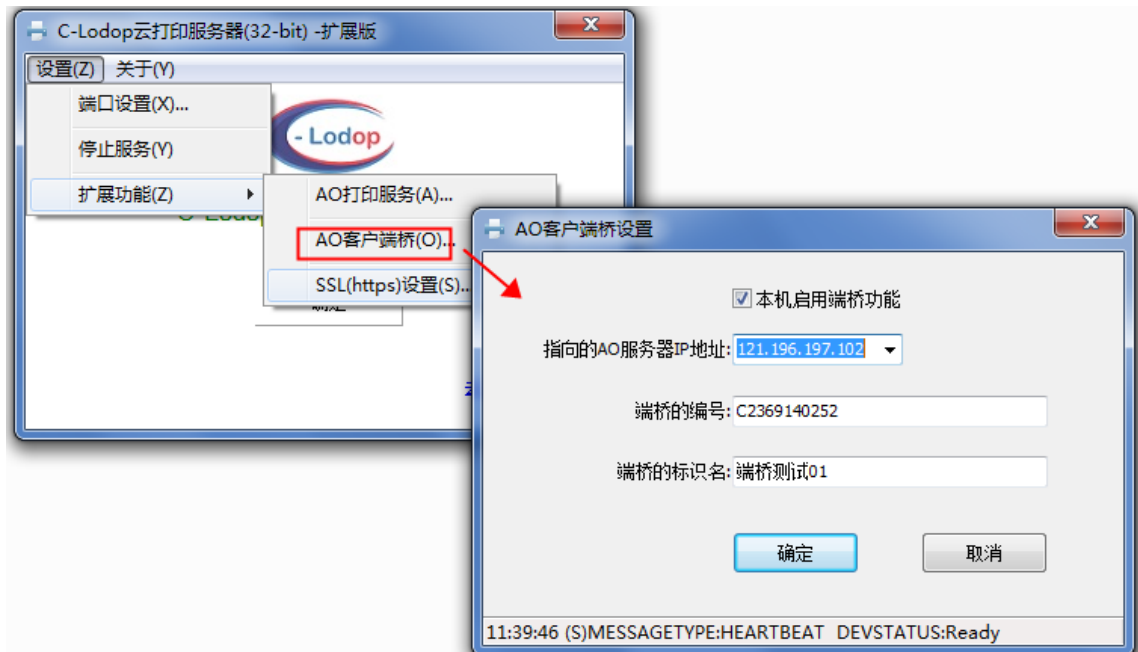 C-Lodop云打印服务器(32-bit) -扩展版
设置(Z) 关于(Y)
端口设置(X)...
停止服务(Y)
扩展功能(Z)
- Lodop
AO打印服务(A)...
AO客户端桥(O)...
SSL(https)设置(S)...
AO客户端桥设置
本机启用端桥功能
指向的AO服务器IP地址: 121.196.197.102
端桥的编号: C2369140252
端桥的标识名: 端桥测试01
确定 取消
11:39:46 (S)MESSAGETYPE:HEARTBEAT DEVSTATUS:Ready